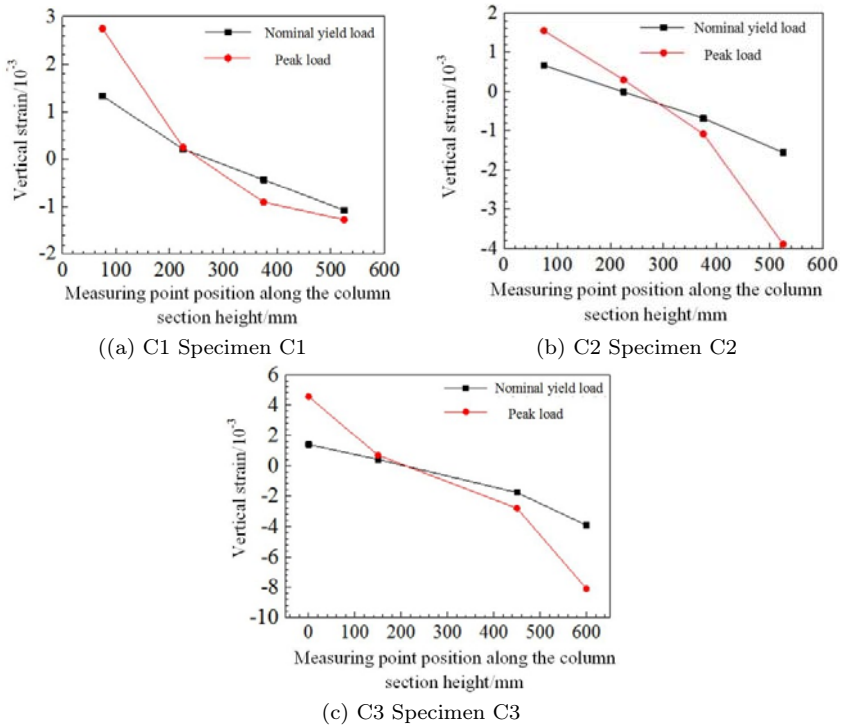 Nominal yield load
Peak load
3
2
1
0
-1
-2
Vertical strain/10⁻³
0 100 200 300 400 500 600
Measuring point position along the column
section height/mm
((a) C1 Specimen C1
Nominal yield load
Peak load
2
1
0
-1
-2
-3
-4
Vertical strain/10⁻³
0 100 200 300 400 500 600
Measuring point position along the column
section height/mm
(b) C2 Specimen C2
Nominal yield load
Peak load
6
4
2
0
-2
-4
-6
-8
-10
Vertical strain/10⁻³
0 100 200 300 400 500 600
Measuring point position along the column
section height/mm
(c) C3 Specimen C3